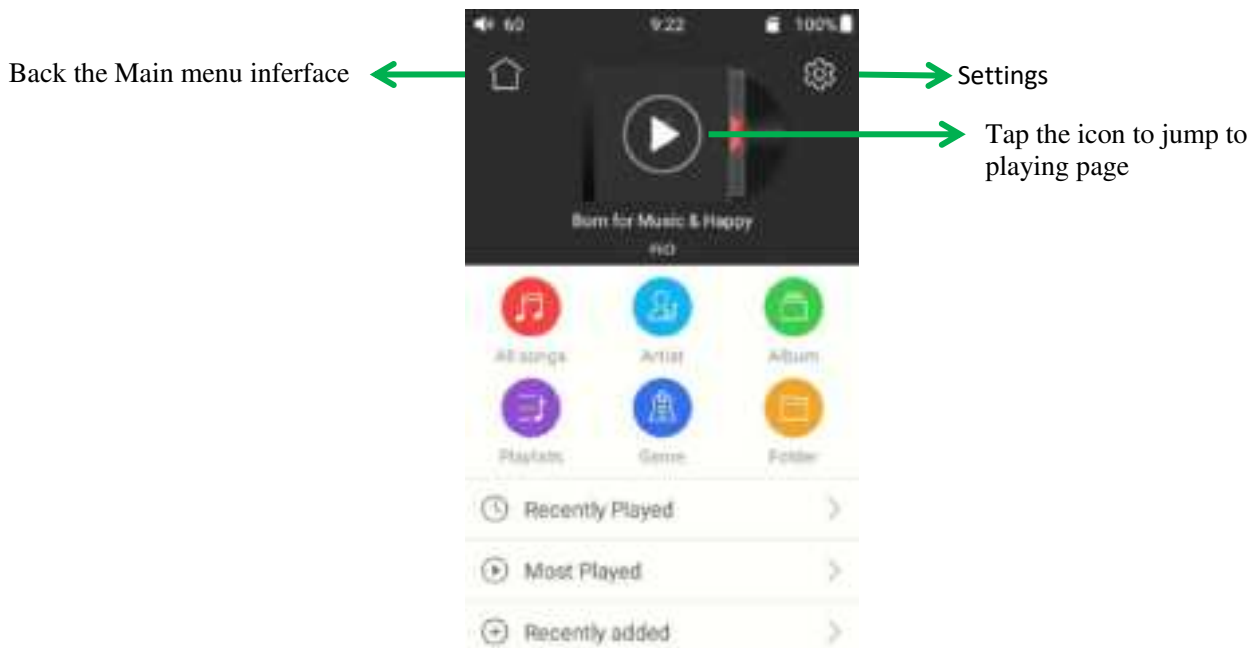 60 9:22 100%
Back the Main menu inferface
Settings
Tap the icon to jump to
playing page
Born for Music & Happy
FiiO
All songs Artist Album
Playlists Genre Folder
Recently Played
Most Played
Recently added